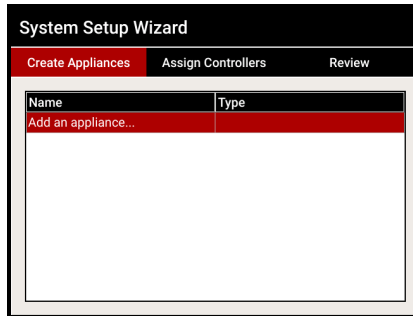 System Setup Wizard
Create Appliances Assign Controllers Review
Name Type
Add an appliance...